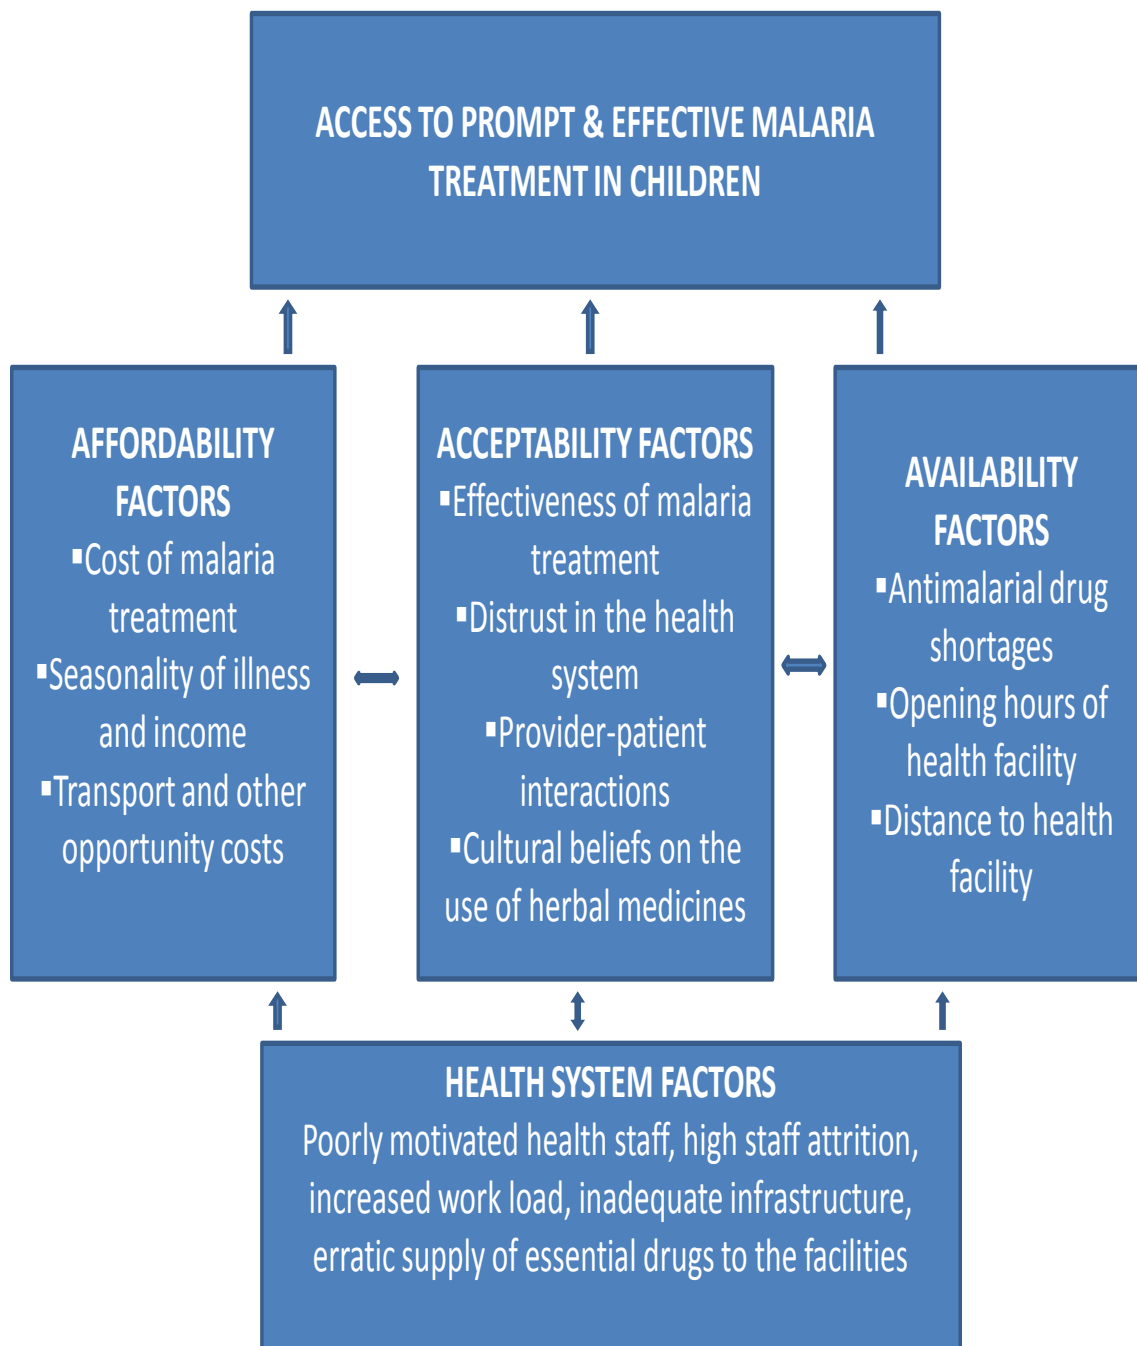 ACCESS TO PROMPT & EFFECTIVE MALARIA
TREATMENT IN CHILDREN
AFFORDABILITY
FACTORS
▪Cost of malaria
treatment
▪Seasonality of illness
and income
▪Transport and other
opportunity costs
ACCEPTABILITY FACTORS
▪Effectiveness of malaria
treatment
▪Distrust in the health
system
▪Provider-patient
interactions
▪Cultural beliefs on the
use of herbal medicines
AVAILABILITY
FACTORS
▪Antimalarial drug
shortages
▪Opening hours of
health facility
▪Distance to health
facility
HEALTH SYSTEM FACTORS
Poorly motivated health staff, high staff attrition,
increased work load, inadequate infrastructure,
erratic supply of essential drugs to the facilities